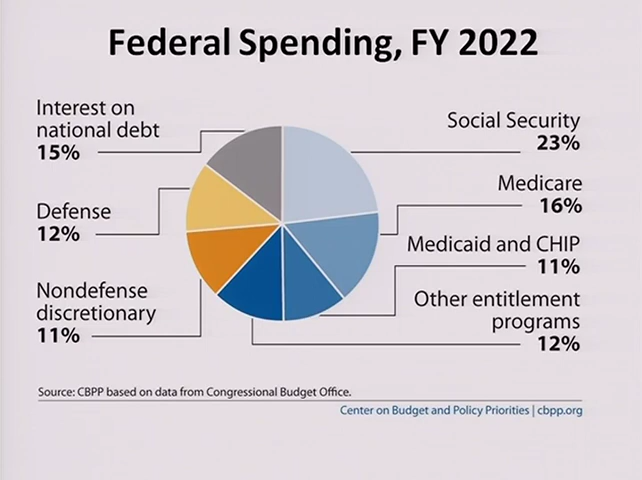 Federal Spending, FY 2022
Interest on
national debt
15%
Defense
12%
Nondefense
discretionary
11%
Social Security
23%
Medicare
16%
Medicaid and CHIP
11%
Other entitlement
programs
12%
Source: CBPP based on data from Congressional Budget Office.
Center on Budget and Policy Priorities | cbpp.org